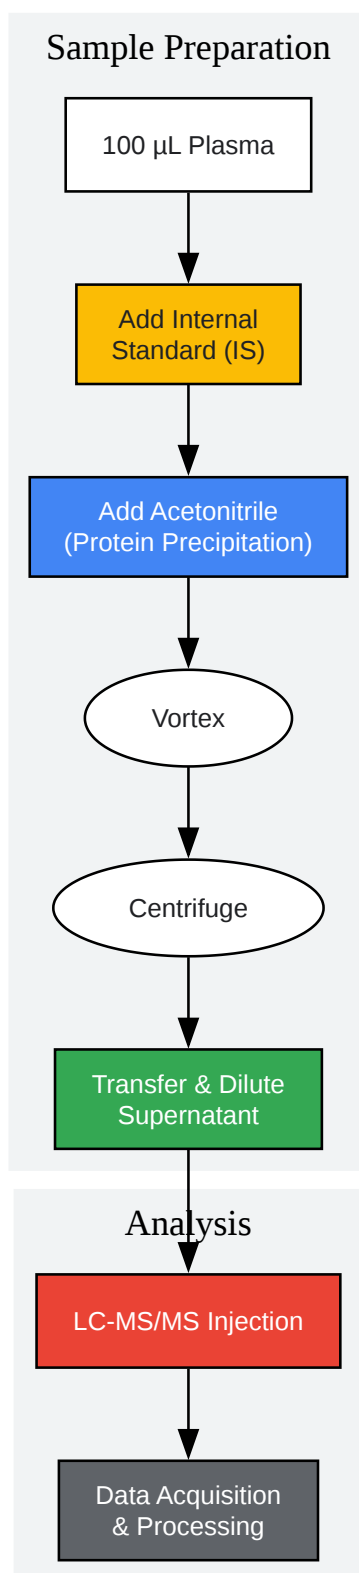 Sample Preparation
100 µL Plasma
Add Internal
Standard (IS)
Add Acetonitrile
(Protein Precipitation)
Vortex
Centrifuge
Transfer & Dilute
Supernatant
Analysis
LC-MS/MS Injection
Data Acquisition
& Processing